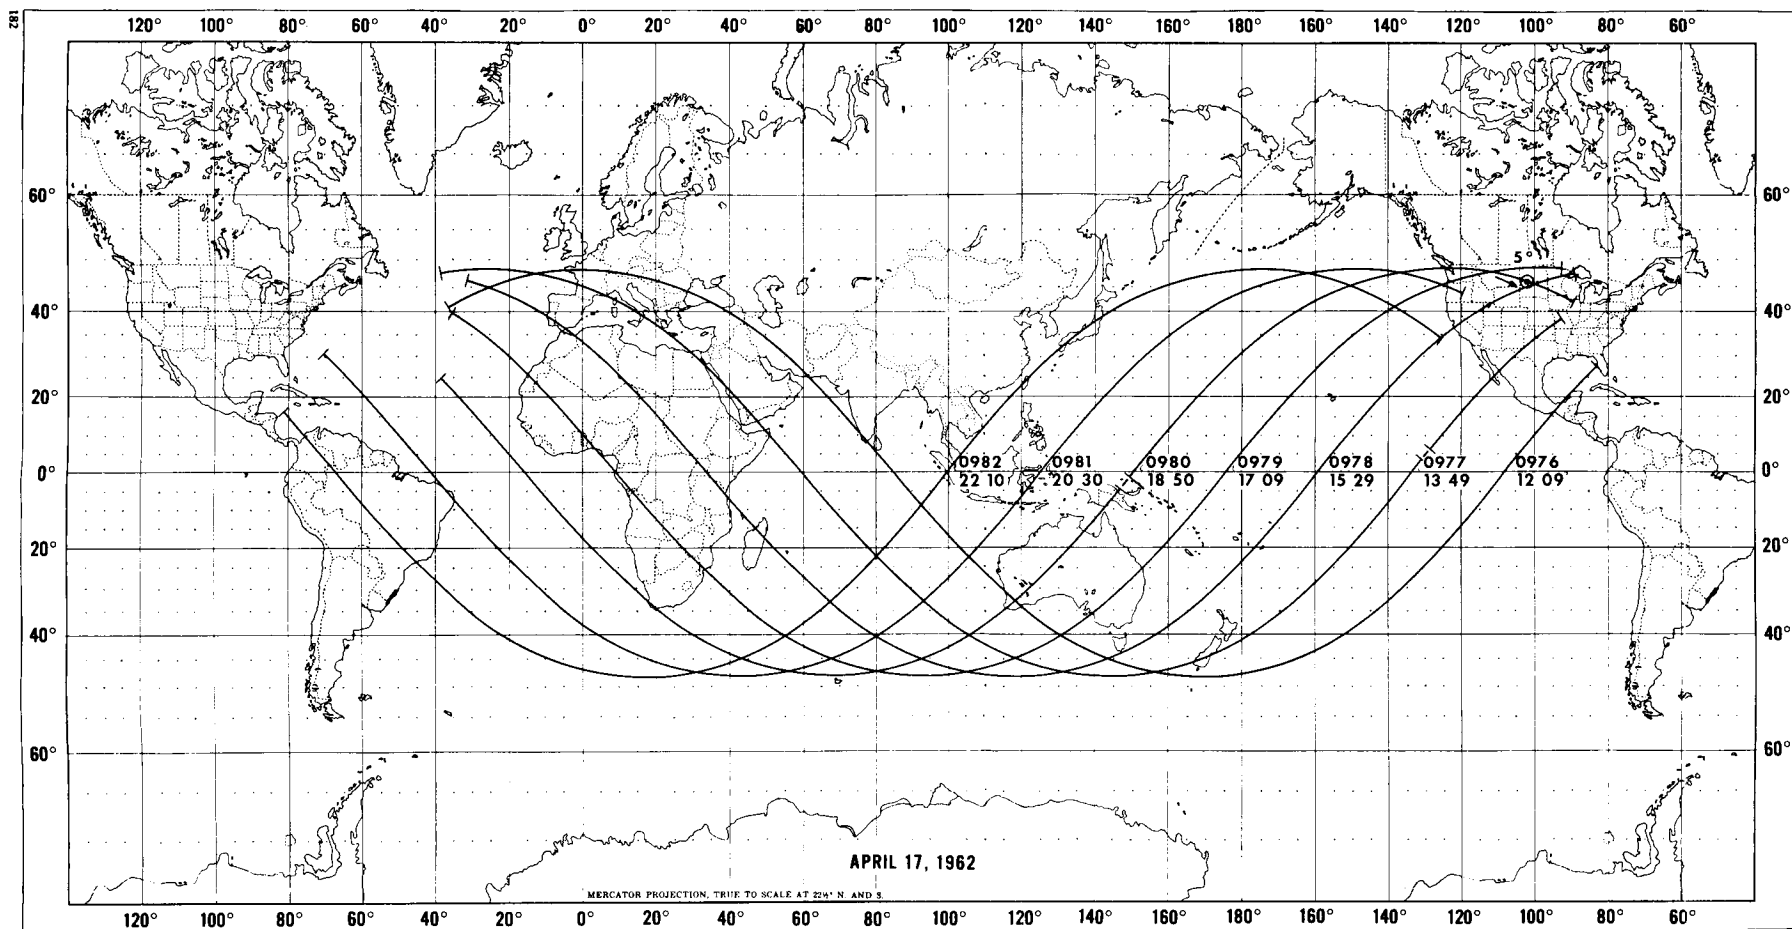 182
120° 100° 80° 60° 40° 20° 0° 20° 40° 60° 80° 100° 120° 140° 160° 180° 160° 140° 120° 100° 80° 60°
60° 60°
5°
40° 40°
20° 20°
0° 0982 0981 0980 0979 0978 0977 0976 0°
22 10 20 30 18 50 17 09 15 29 13 49 12 09
20° 20°
40° 40°
60° 60°
APRIL 17, 1962
MERCATOR PROJECTION, TRUE TO SCALE AT 22½° N. AND S.
120° 100° 80° 60° 40° 20° 0° 20° 40° 60° 80° 100° 120° 140° 160° 180° 160° 140° 120° 100° 80° 60°